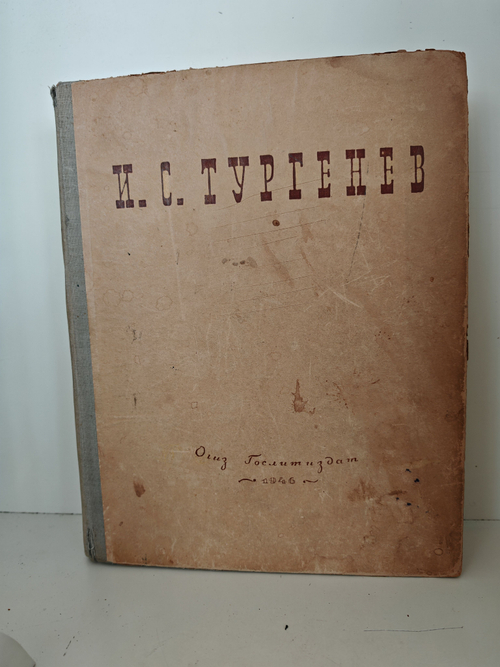 И. С. ТУРГЕНЕВ
Огиз Гослитиздат
~ 1946 ~